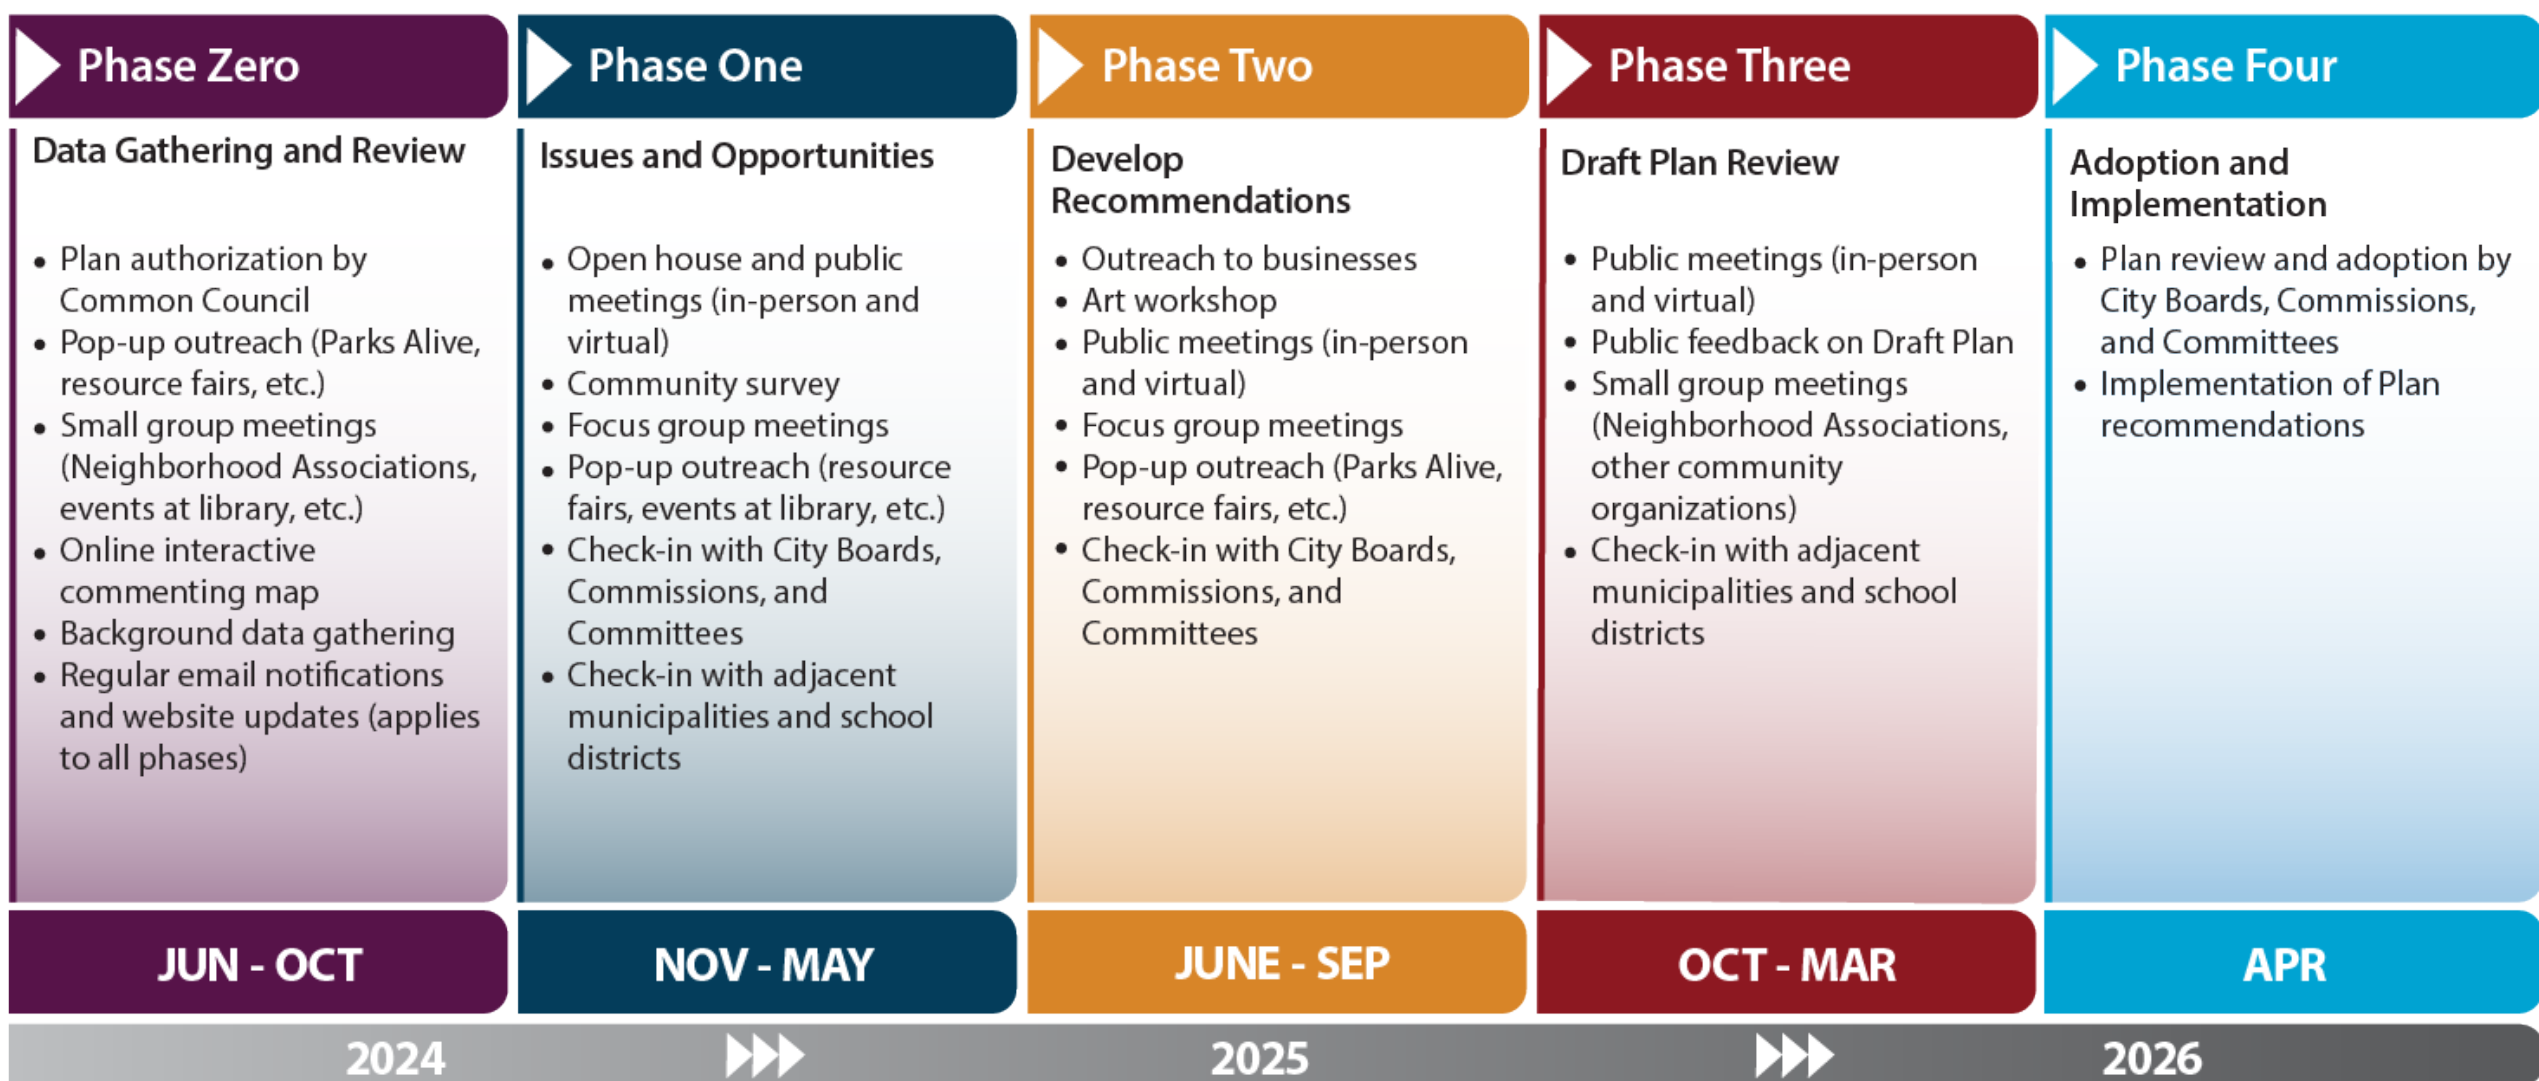 Phase Zero
Data Gathering and Review
• Plan authorization by
Common Council
• Pop-up outreach (Parks Alive,
resource fairs, etc.)
• Small group meetings
(Neighborhood Associations,
events at library, etc.)
• Online interactive
commenting map
• Background data gathering
• Regular email notifications
and website updates (applies
to all phases)
JUN - OCT
Phase One
Issues and Opportunities
• Open house and public
meetings (in-person and
virtual)
• Community survey
• Focus group meetings
• Pop-up outreach (resource
fairs, events at library, etc.)
• Check-in with City Boards,
Commissions, and
Committees
• Check-in with adjacent
municipalities and school
districts
NOV - MAY
Phase Two
Develop
Recommendations
• Outreach to businesses
• Art workshop
• Public meetings (in-person
and virtual)
• Focus group meetings
• Pop-up outreach (Parks Alive,
resource fairs, etc.)
• Check-in with City Boards,
Commissions, and
Committees
JUNE - SEP
Phase Three
Draft Plan Review
• Public meetings (in-person
and virtual)
• Public feedback on Draft Plan
• Small group meetings
(Neighborhood Associations,
other community
organizations)
• Check-in with adjacent
municipalities and school
districts
OCT - MAR
Phase Four
Adoption and
Implementation
• Plan review and adoption by
City Boards, Commissions,
and Committees
• Implementation of Plan
recommendations
APR
2024
2025
2026